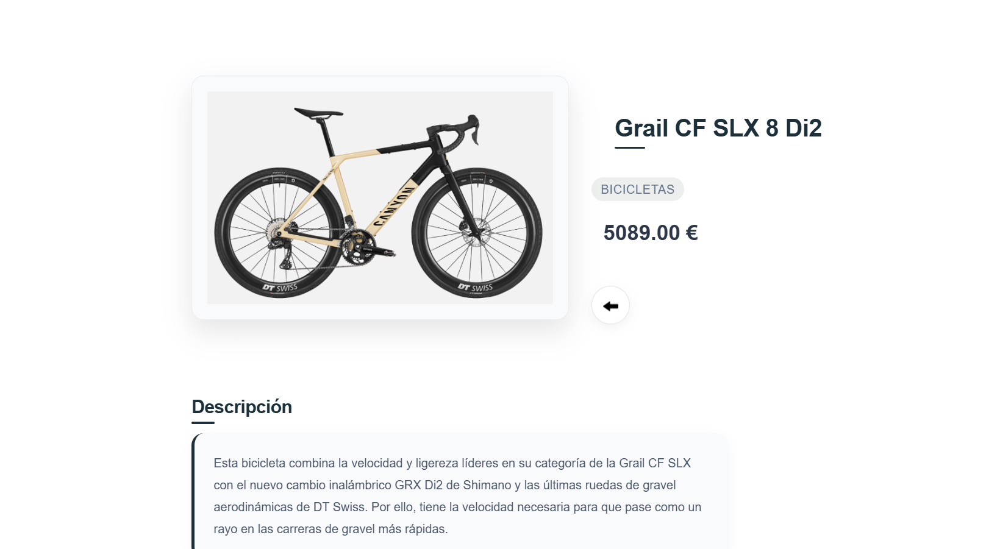 CANYON
DT SWISS
DT SWISS
Grail CF SLX 8 Di2
BICICLETAS
5089.00 €
Descripción
Esta bicicleta combina la velocidad y ligereza líderes en su categoría de la Grail CF SLX
con el nuevo cambio inalámbrico GRX Di2 de Shimano y las últimas ruedas de gravel
aerodinámicas de DT Swiss. Por ello, tiene la velocidad necesaria para que pase como un
rayo en las carreras de gravel más rápidas.